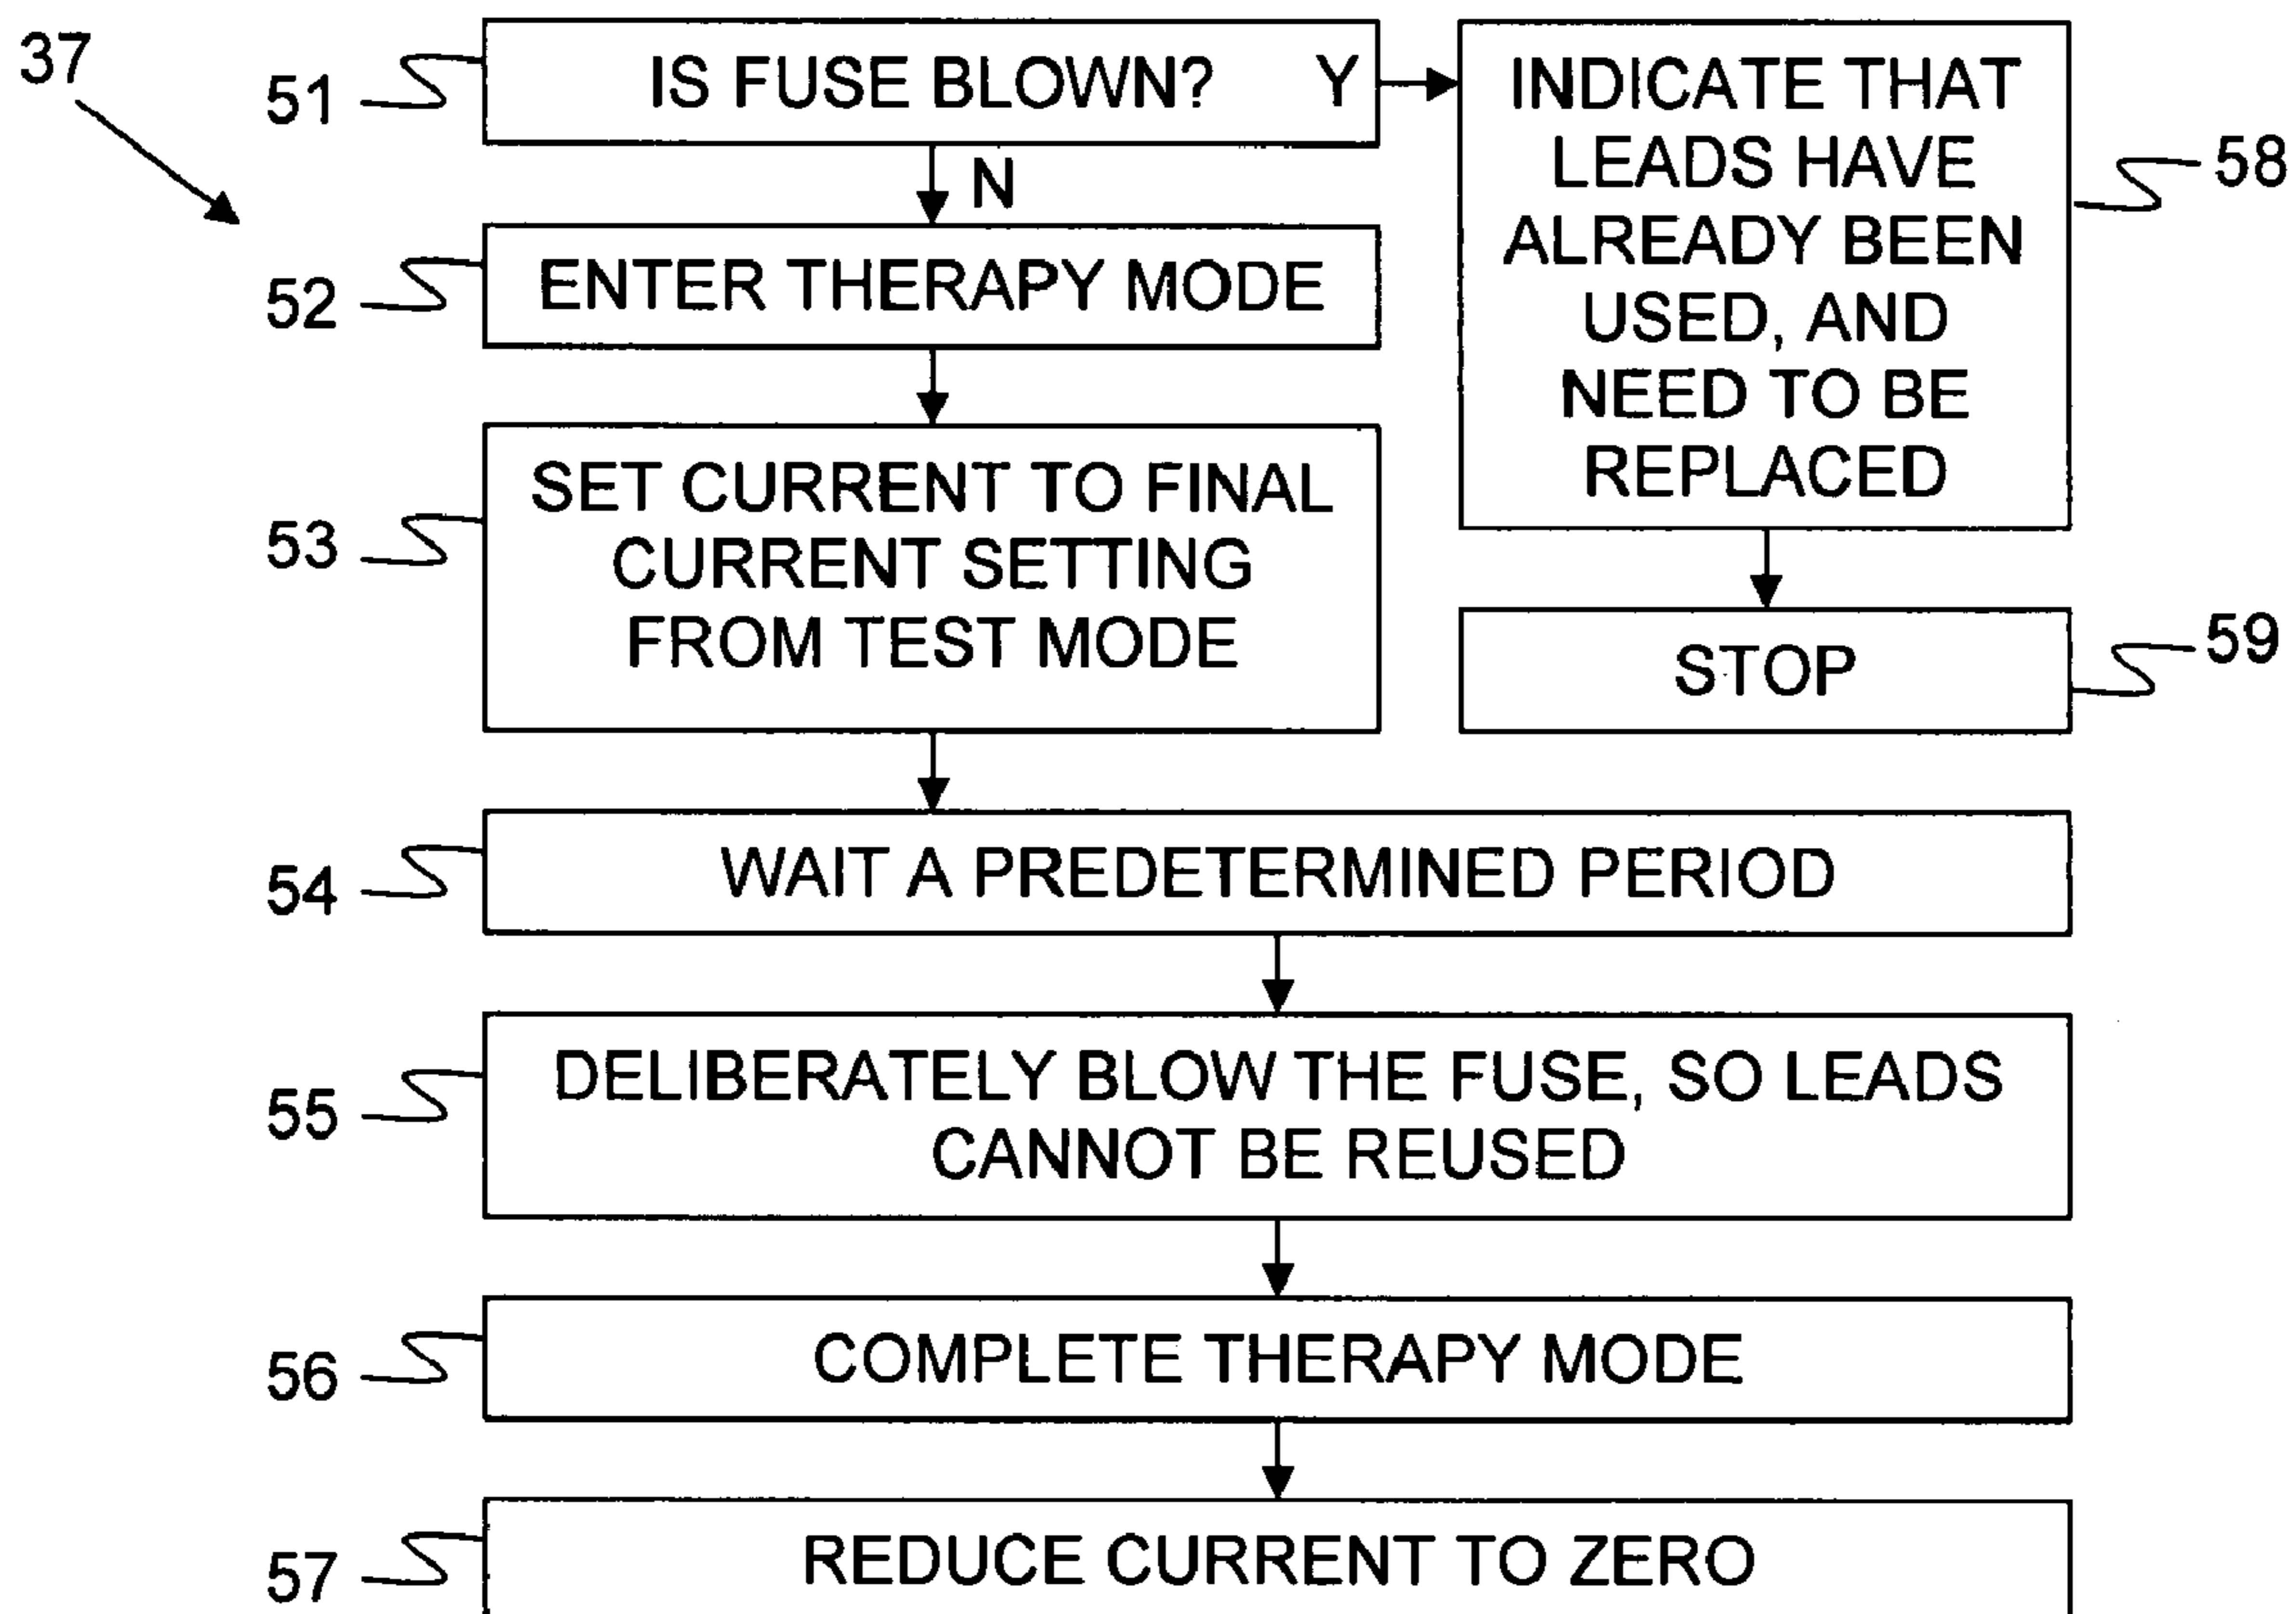 37
51
IS FUSE BLOWN? Y
N
52
ENTER THERAPY MODE
53
SET CURRENT TO FINAL
CURRENT SETTING
FROM TEST MODE
INDICATE THAT
LEADS HAVE
ALREADY BEEN
USED, AND
NEED TO BE
REPLACED
58
STOP
59
54
WAIT A PREDETERMINED PERIOD
55
DELIBERATELY BLOW THE FUSE, SO LEADS
CANNOT BE REUSED
56
COMPLETE THERAPY MODE
57
REDUCE CURRENT TO ZERO